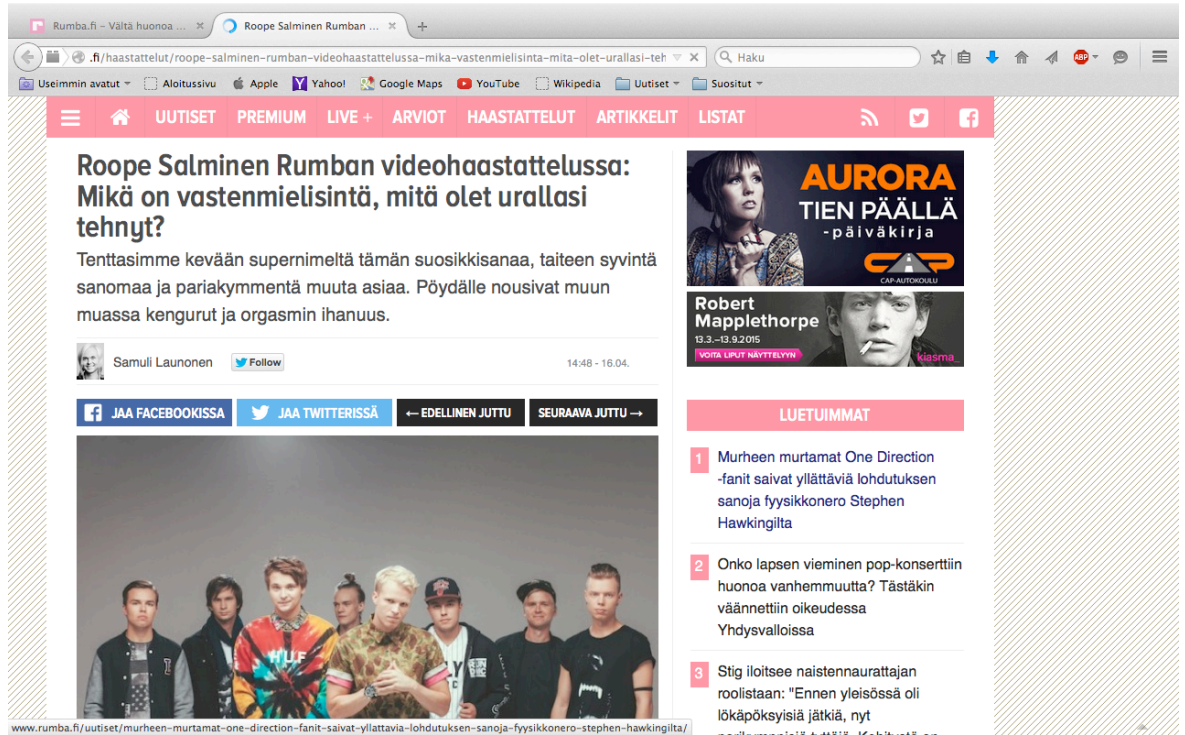 Rumba.fi – Vältä huonoa ...
Roope Salminen Rumban ...
.fi/haastattelut/roope-salminen-rumban-videohaastattelussa-mika-vastenmielisinta-mita-olet-urallasi-teh
Haku
ABP
Useimmin avatut
Aloitussivu
Apple
Yahoo!
Google Maps
YouTube
Wikipedia
Uutiset
Suositut
UUTISET
PREMIUM
LIVE +
ARVIOT
HAASTATTELUT
ARTIKKELIT
LISTAT
Roope Salminen Rumban videohaastattelussa:
Mikä on vastenmielisintä, mitä olet urallasi
tehnyt?
Tenttasimme kevään supernimeltä tämän suosikkisanaa, taiteen syvintä
sanomaa ja pariakymmentä muuta asiaa. Pöydälle nousivat muun
muassa kengurut ja orgasmin ihanuus.
Samuli Launonen
Follow
14:48 - 16.04.
JAA FACEBOOKISSA
JAA TWITTERISSÄ
← EDELLINEN JUTTU
SEURAAVA JUTTU →
HUF
AURORA
TIEN PÄÄLLÄ
-päiväkirja
CAP
CAP-AUTOKOULU
Robert
Mapplethorpe
13.3.–13.9.2015
VOITA LIPUT NÄYTTELYYN
kiasma_
LUETUIMMAT
1
Murheen murtamat One Direction
-fanit saivat yllättäviä lohdutuksen
sanoja fyysikkonero Stephen
Hawkingilta
2
Onko lapsen vieminen pop-konserttiin
huonoa vanhemmuutta? Tästäkin
väännettiin oikeudessa
Yhdysvalloissa
3
Stig iloitsee naistennaurattajan
roolistaan: "Ennen yleisössä oli
lökäpöksyisiä jätkiä, nyt
www.rumba.fi/uutiset/murheen-murtamat-one-direction-fanit-saivat-yllattavia-lohdutuksen-sanoja-fyysikkonero-stephen-hawkingilta/